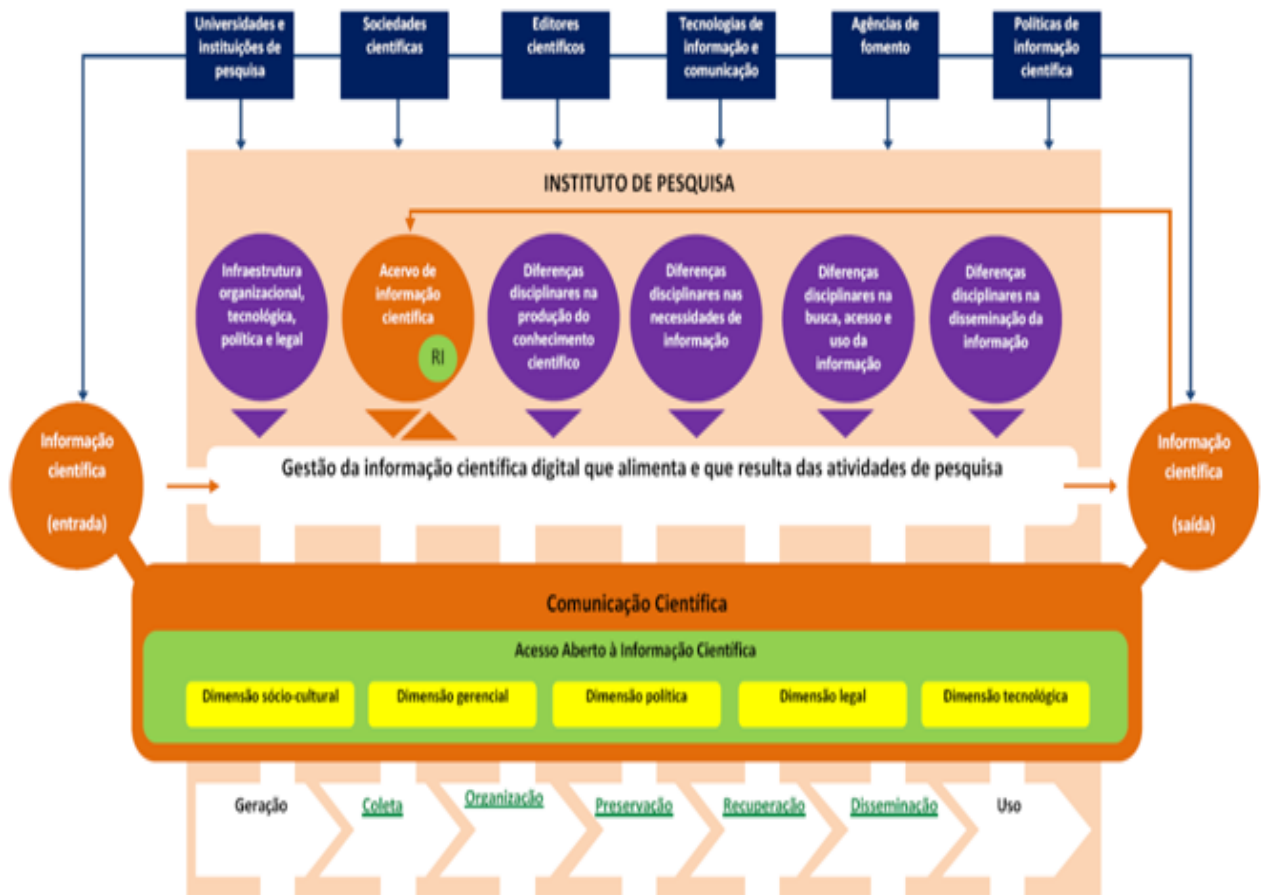 Universidades e
instituições de
pesquisa
Sociedades
científicas
Editores
científicos
Tecnologias de
informação e
comunicação
Agências de
fomento
Políticas de
informação
científica
INSTITUTO DE PESQUISA
Infraestrutura
organizacional,
tecnológica,
política e legal
Acervo de
informação
científica
RI
Diferenças
disciplinares na
produção do
conhecimento
científico
Diferenças
disciplinares nas
necessidades de
informação
Diferenças
disciplinares na
busca, acesso e
uso da
informação
Diferenças
disciplinares na
disseminação da
informação
Informação
científica
(entrada)
Gestão da informação científica digital que alimenta e que resulta das atividades de pesquisa
Informação
científica
(saída)
Comunicação Científica
Acesso Aberto à Informação Científica
Dimensão sócio-cultural
Dimensão gerencial
Dimensão política
Dimensão legal
Dimensão tecnológica
Geração
Coleta
Organização
Preservação
Recuperação
Disseminação
Uso